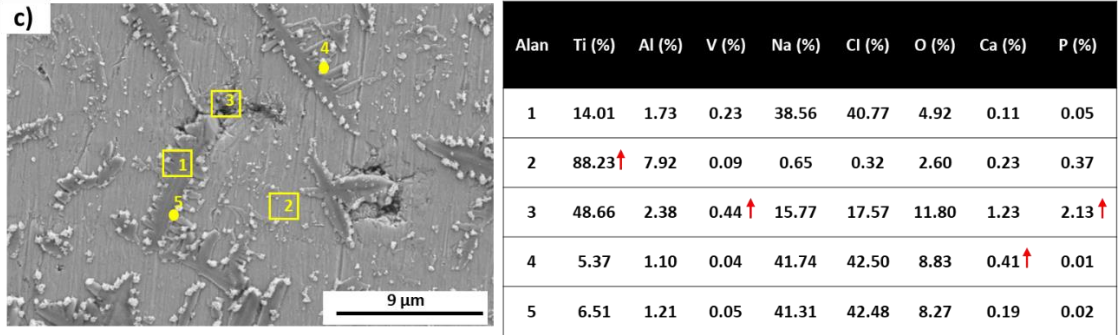 c)
4
3
1
5
2
9 µm
Alan Ti (%) Al (%) V (%) Na (%) Cl (%) O (%) Ca (%) P (%)
1 14.01 1.73 0.23 38.56 40.77 4.92 0.11 0.05
2 88.23 7.92 0.09 0.65 0.32 2.60 0.23 0.37
3 48.66 2.38 0.44 15.77 17.57 11.80 1.23 2.13
4 5.37 1.10 0.04 41.74 42.50 8.83 0.41 0.01
5 6.51 1.21 0.05 41.31 42.48 8.27 0.19 0.02